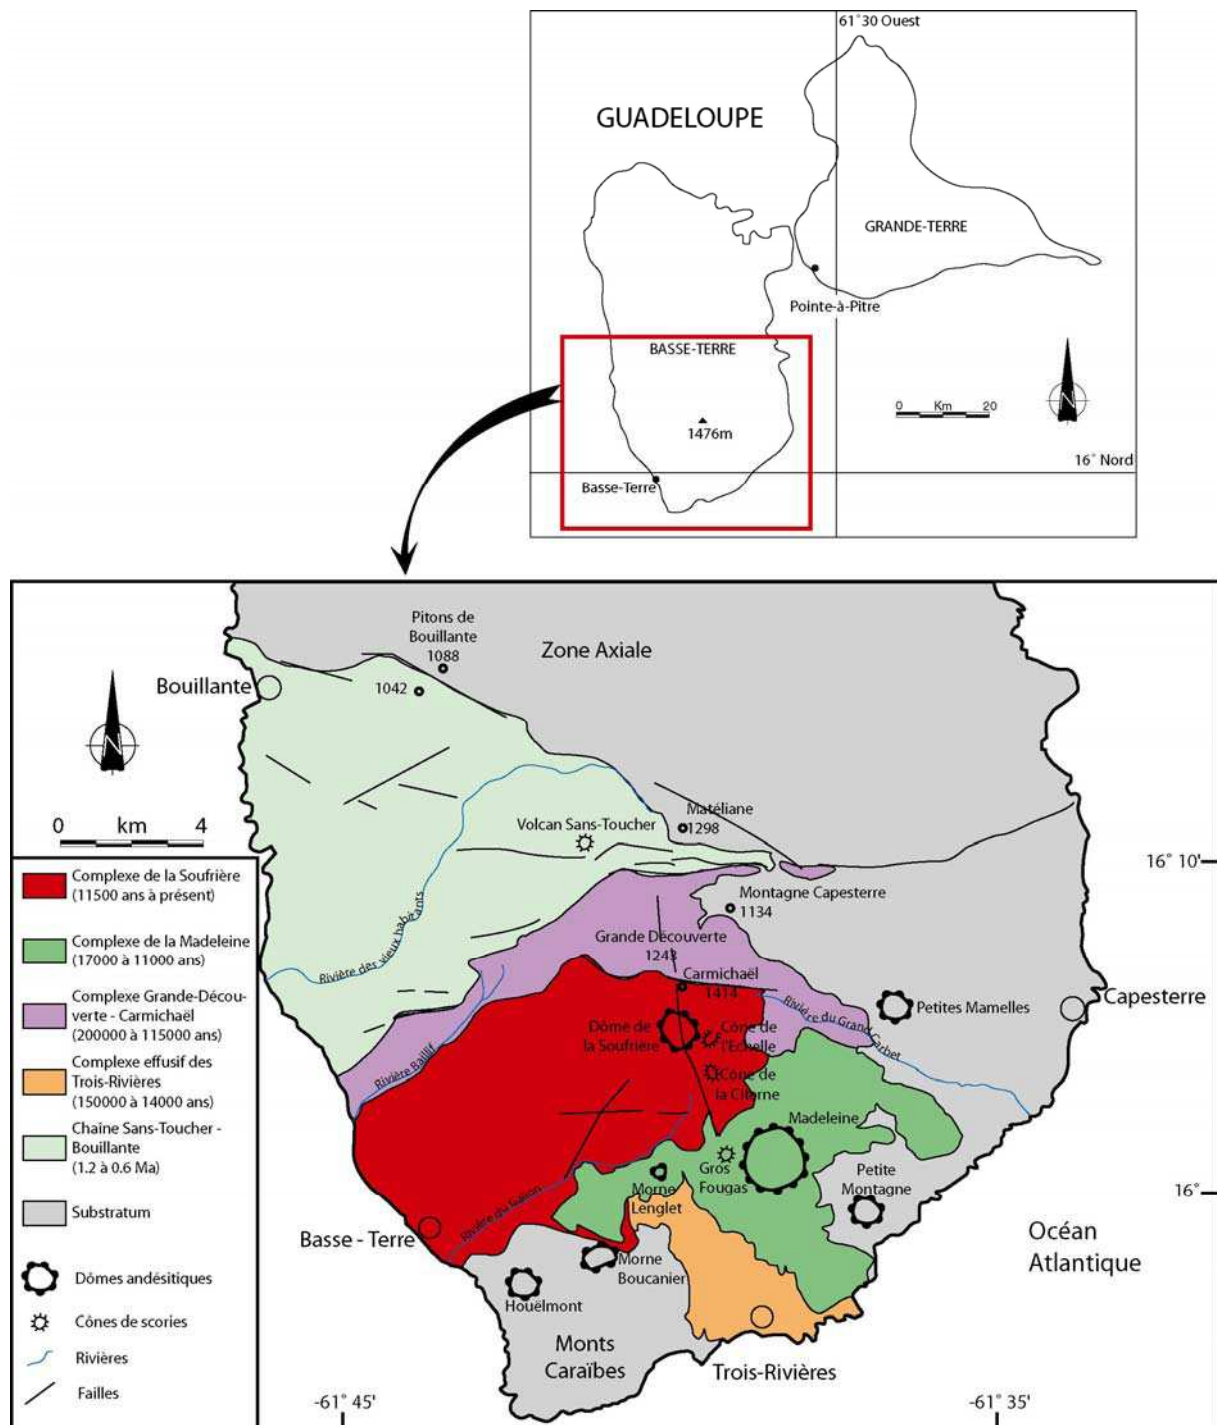 61˚30 Ouest
GUADELOUPE
GRANDE-TERRE
Pointe-à-Pitre
BASSE-TERRE
0 Km 20
1476m
16˚ Nord
Basse-Terre
N
Pitons de
Bouillante
1088
Zone Axiale
1042
Bouillante
N
0 km 4
Matéliane
1298
Volcan Sans-Toucher
16˚ 10'
Montagne Capesterre
1134
Rivière des vieux habitants
Grande Découverte
1243
Carmichaël
1414
Petites Mamelles
Capesterre
Rivière du Grand Carbet
Dôme de
la Soufrière
Cône de
l'Echelle
Rivière Baillif
Cône de
la Citerne
Madeleine
Gros
Fougas
Petite
Montagne
16˚
Morne
Lenglet
Rivière du Galion
Basse - Terre
Océan
Atlantique
Morne
Boucanier
Houëlmont
Monts
Caraïbes
Trois-Rivières
-61˚ 45'
-61˚ 35'
Complexe de la Soufrière
(11500 ans à présent)
Complexe de la Madeleine
(17000 à 11000 ans)
Complexe Grande-Décou-
verte - Carmichaël
(200000 à 115000 ans)
Complexe effusif des
Trois-Rivières
(150000 à 14000 ans)
Chaîne Sans-Toucher -
Bouillante
(1.2 à 0.6 Ma)
Substratum
Dômes andésitiques
Cônes de scories
Rivières
Failles